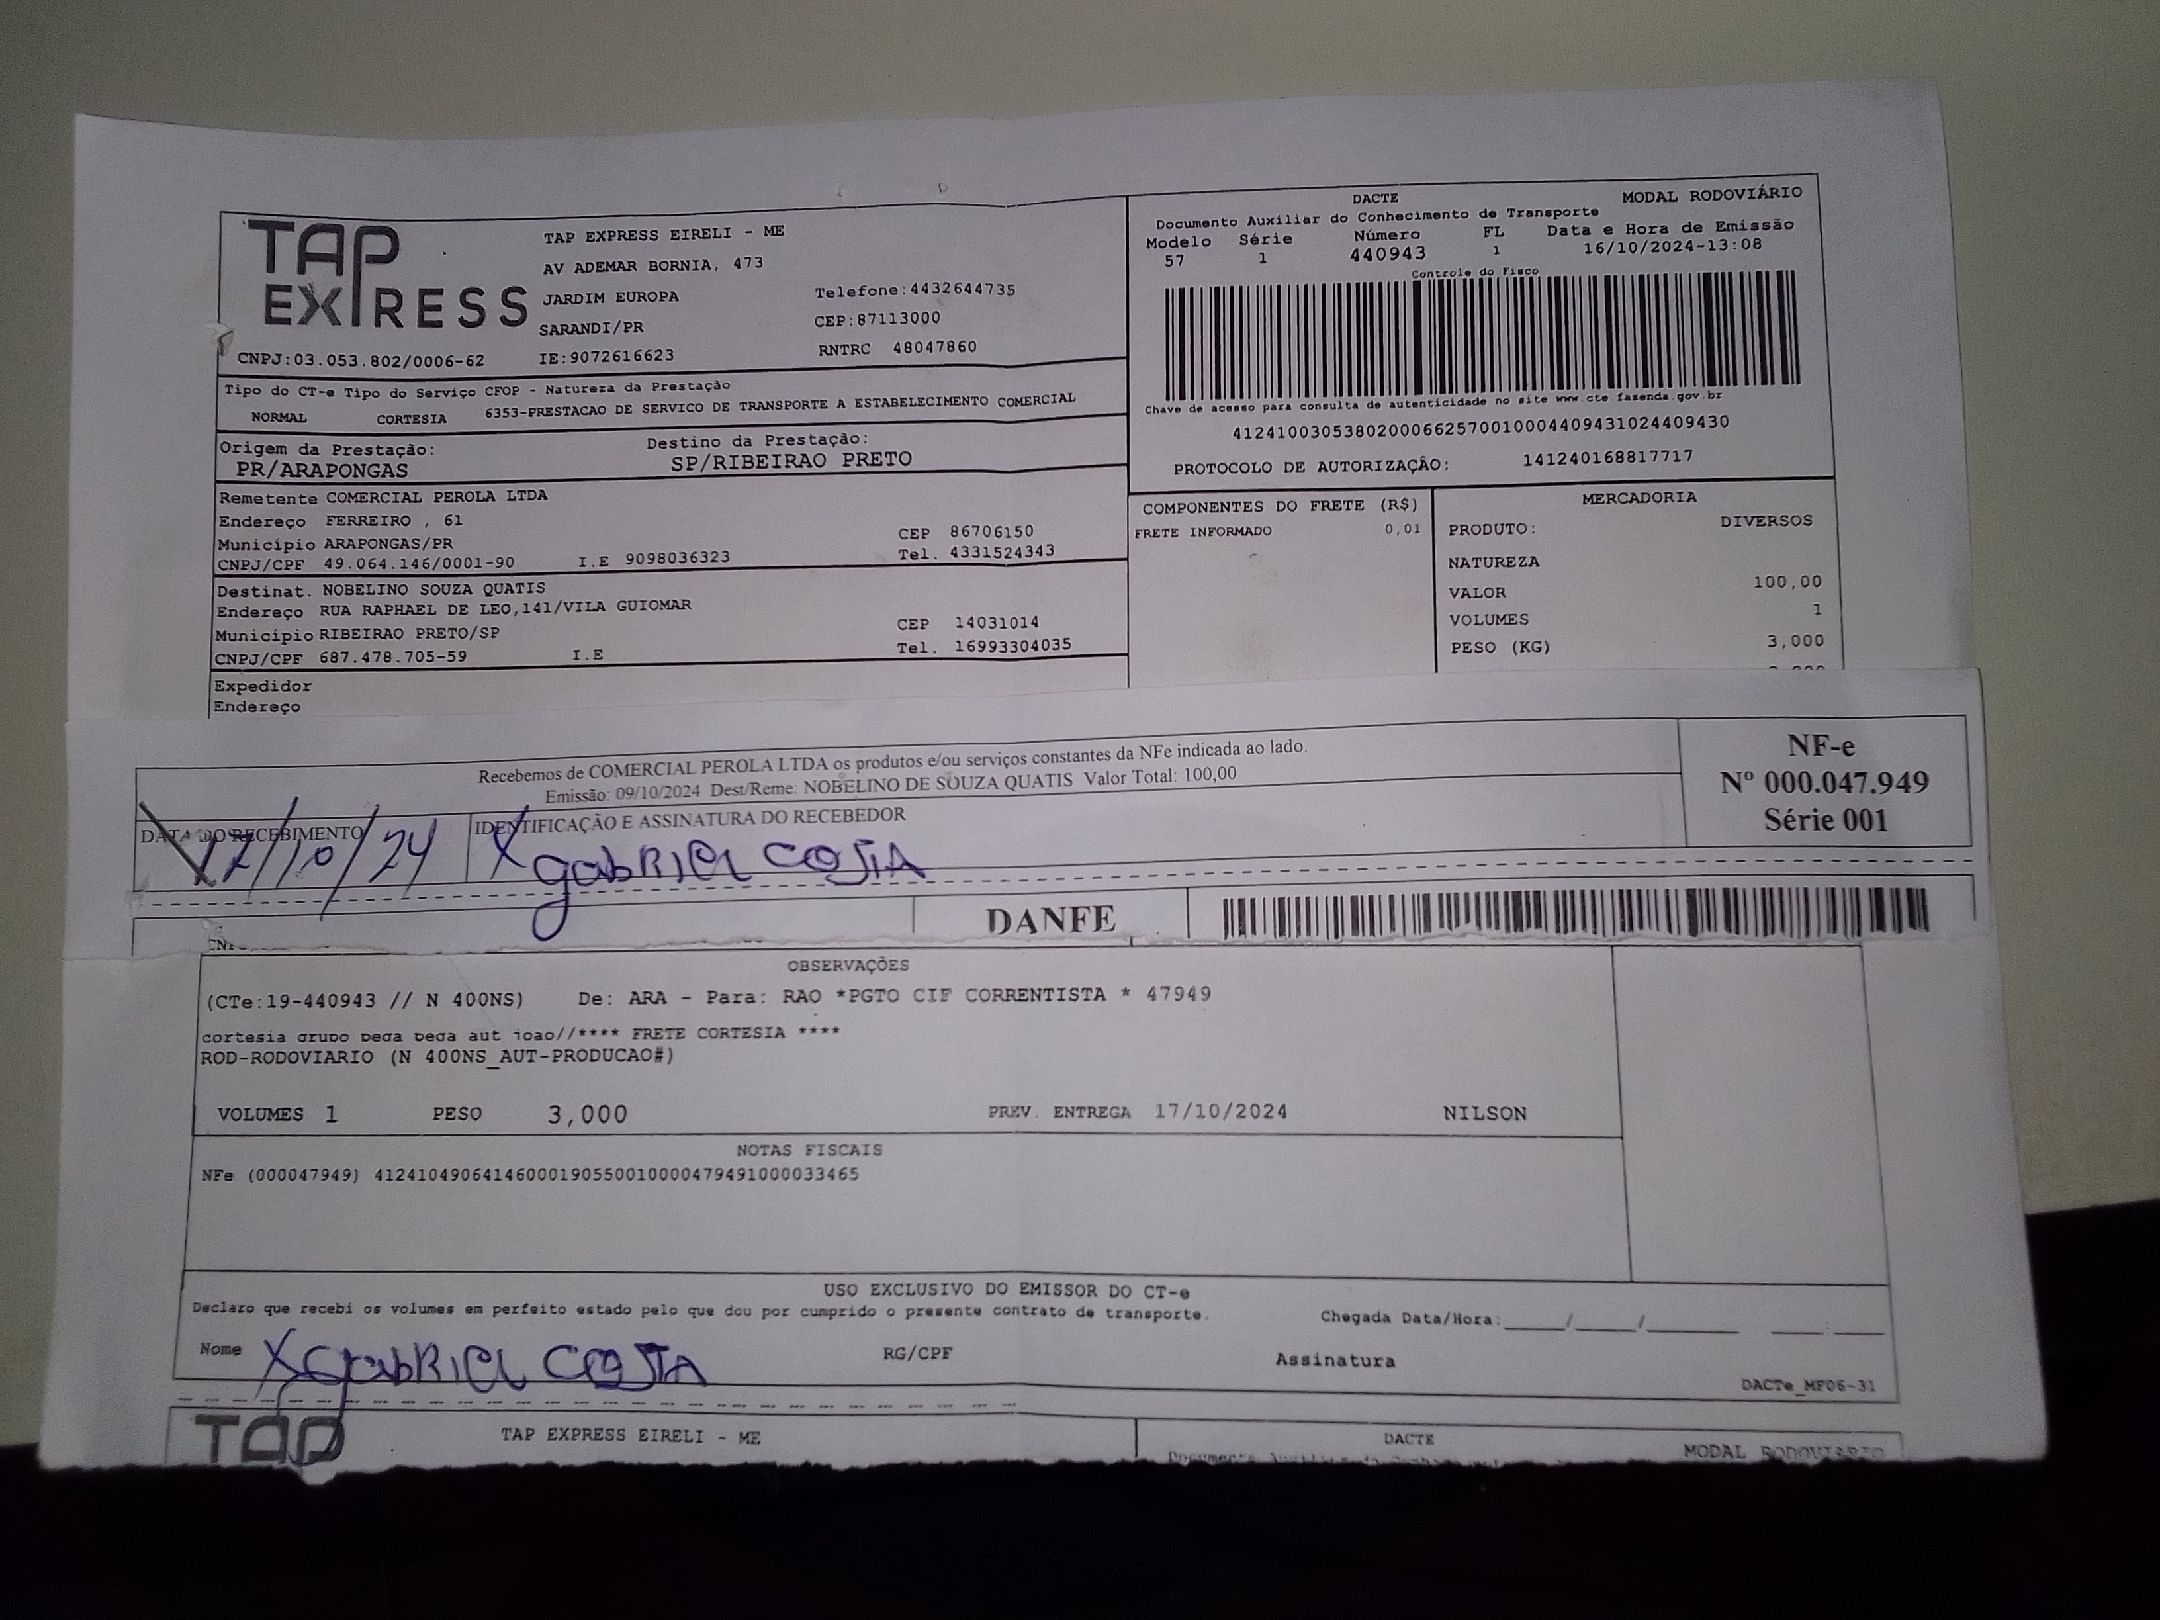 TAP EXPRESS
TAP EXPRESS EIRELI - ME
AV ADEMAR BORNIA, 473
JARDIM EUROPA
Telefone:4432644735
SARANDI/PR
CEP:87113000
CNPJ:03.053.802/0006-62 IE:9072616623
RNTRC 48047860
DACTE
MODAL RODOVIÁRIO
Documento Auxiliar do Conhecimento de Transporte
Modelo Série Número FL Data e Hora de Emissão
57 1 440943 1 16/10/2024-13:08
Controle do Fisco
Chave de acesso para consulta de autenticidade no site www.cte.fazenda.gov.br
41241003053802000662570010004409431024409430
PROTOCOLO DE AUTORIZAÇÃO: 141240168817717
Tipo do CT-e Tipo do Serviço CFOP - Natureza da Prestação
NORMAL CORTESIA 6353-PRESTACAO DE SERVICO DE TRANSPORTE A ESTABELECIMENTO COMERCIAL
Origem da Prestação: Destino da Prestação:
PR/ARAPONGAS SP/RIBEIRAO PRETO
Remetente COMERCIAL PEROLA LTDA
Endereço FERREIRO , 61
Município ARAPONGAS/PR CEP 86706150
CNPJ/CPF 49.064.146/0001-90 I.E 9098036323 Tel. 4331524343
Destinat. NOBELINO SOUZA QUATIS
Endereço RUA RAPHAEL DE LEO,141/VILA GUIOMAR
Município RIBEIRAO PRETO/SP CEP 14031014
CNPJ/CPF 687.478.705-59 I.E Tel. 16993304035
Expedidor
Endereço
COMPONENTES DO FRETE (R$)
FRETE INFORMADO 0,01
MERCADORIA
PRODUTO: DIVERSOS
NATUREZA
VALOR 100,00
VOLUMES 1
PESO (KG) 3,000
Recebemos de COMERCIAL PEROLA LTDA os produtos e/ou serviços constantes da NFe indicada ao lado.
Emissão: 09/10/2024 Dest/Reme: NOBELINO DE SOUZA QUATIS Valor Total: 100,00
DATA DO RECEBIMENTO IDENTIFICAÇÃO E ASSINATURA DO RECEBEDOR
17/10/24 X gabRiel COSTA
NF-e
Nº 000.047.949
Série 001
DANFE
OBSERVAÇÕES
(CTe:19-440943 // N 400NS) De: ARA - Para: RAO *PGTO CIF CORRENTISTA * 47949
cortesia grupo pega pega aut joao//**** FRETE CORTESIA ****
ROD-RODOVIARIO (N 400NS_AUT-PRODUCAO#)
VOLUMES 1 PESO 3,000 PREV. ENTREGA 17/10/2024 NILSON
NOTAS FISCAIS
NFe (000047949) 41241049064146000190550010000479491000033465
USO EXCLUSIVO DO EMISSOR DO CT-e
Declaro que recebi os volumes em perfeito estado pelo que dou por cumprido o presente contrato de transporte.
Chegada Data/Hora:_____/_____/_______ ____:____
Nome X gabRiel COSTA RG/CPF Assinatura
DACTe_MF06-31
TAP
TAP EXPRESS EIRELI - ME
DACTE
MODAL RODOVIÁRIO